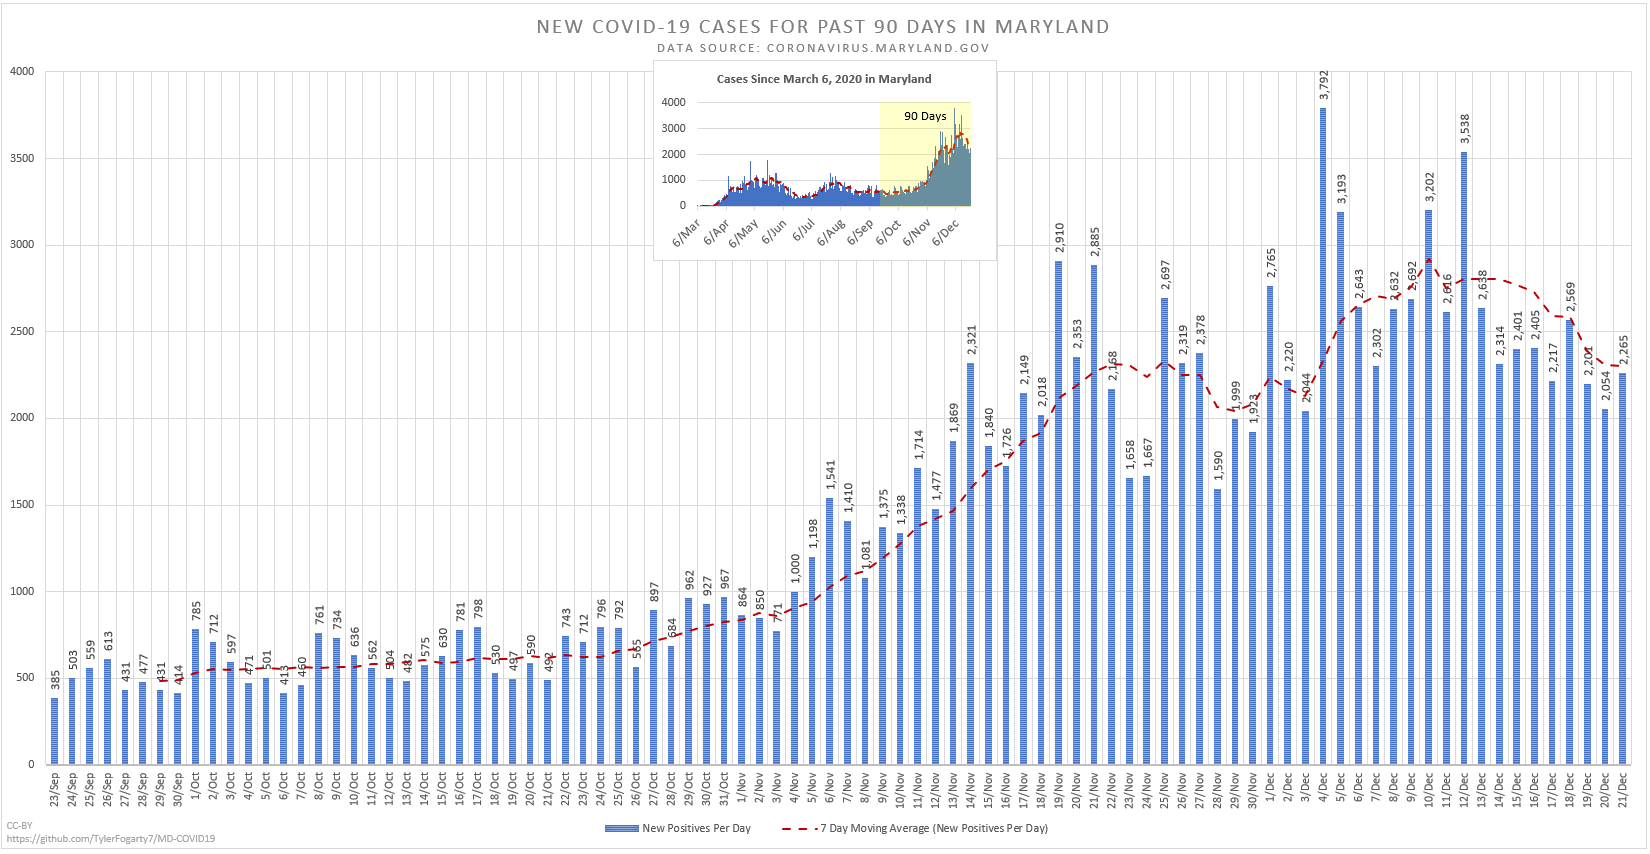 NEW COVID-19 CASES FOR PAST 90 DAYS IN MARYLAND
DATA SOURCE: CORONAVIRUS.MARYLAND.GOV
4000
3500
3000
2500
2000
1500
1000
500
0
Cases Since March 6, 2020 in Maryland
4000
3000
2000
1000
0
90 Days
6/Mar
6/Apr
6/May
6/Jun
6/Jul
6/Aug
6/Sep
6/Oct
6/Nov
6/Dec
385
503
559
613
431
477
431
414
785
712
597
471
501
413
460
761
734
636
562
504
482
575
630
781
798
530
497
590
492
743
712
796
792
565
897
684
962
927
967
864
850
771
1,000
1,198
1,541
1,410
1,081
1,375
1,338
1,714
1,477
1,869
2,321
1,840
1,726
2,149
2,018
2,910
2,353
2,885
2,168
1,658
1,667
2,697
2,319
2,378
1,590
1,999
1,923
2,765
2,220
2,044
3,792
3,193
2,643
2,302
2,632
2,692
3,202
2,616
3,538
2,638
2,314
2,401
2,405
2,217
2,569
2,201
2,054
2,265
23/Sep
24/Sep
25/Sep
26/Sep
27/Sep
28/Sep
29/Sep
30/Sep
1/Oct
2/Oct
3/Oct
4/Oct
5/Oct
6/Oct
7/Oct
8/Oct
9/Oct
10/Oct
11/Oct
12/Oct
13/Oct
14/Oct
15/Oct
16/Oct
17/Oct
18/Oct
19/Oct
20/Oct
21/Oct
22/Oct
23/Oct
24/Oct
25/Oct
26/Oct
27/Oct
28/Oct
29/Oct
30/Oct
31/Oct
1/Nov
2/Nov
3/Nov
4/Nov
5/Nov
6/Nov
7/Nov
8/Nov
9/Nov
10/Nov
11/Nov
12/Nov
13/Nov
14/Nov
15/Nov
16/Nov
17/Nov
18/Nov
19/Nov
20/Nov
21/Nov
22/Nov
23/Nov
24/Nov
25/Nov
26/Nov
27/Nov
28/Nov
29/Nov
30/Nov
1/Dec
2/Dec
3/Dec
4/Dec
5/Dec
6/Dec
7/Dec
8/Dec
9/Dec
10/Dec
11/Dec
12/Dec
13/Dec
14/Dec
15/Dec
16/Dec
17/Dec
18/Dec
19/Dec
20/Dec
21/Dec
New Positives Per Day
7 Day Moving Average (New Positives Per Day)
CC-BY
https://github.com/TylerFogarty7/MD-COVID19